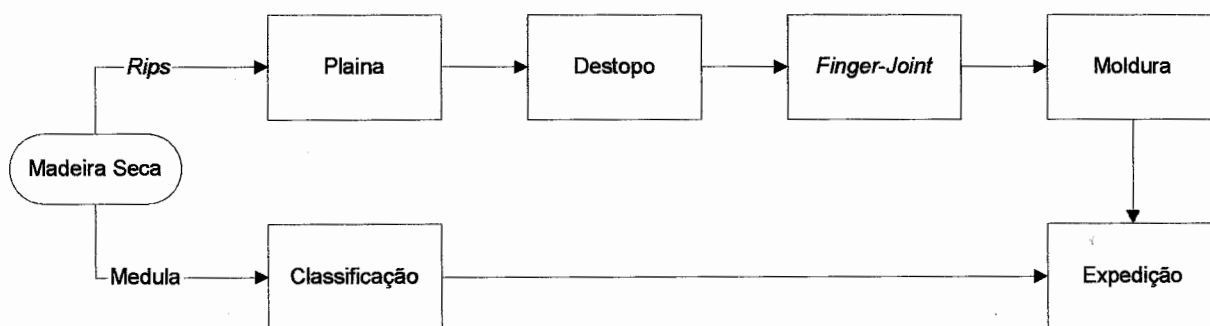 Rips
Plaina
Destopo
Finger-Joint
Moldura
Madeira Seca
Medula
Classificação
Expedição